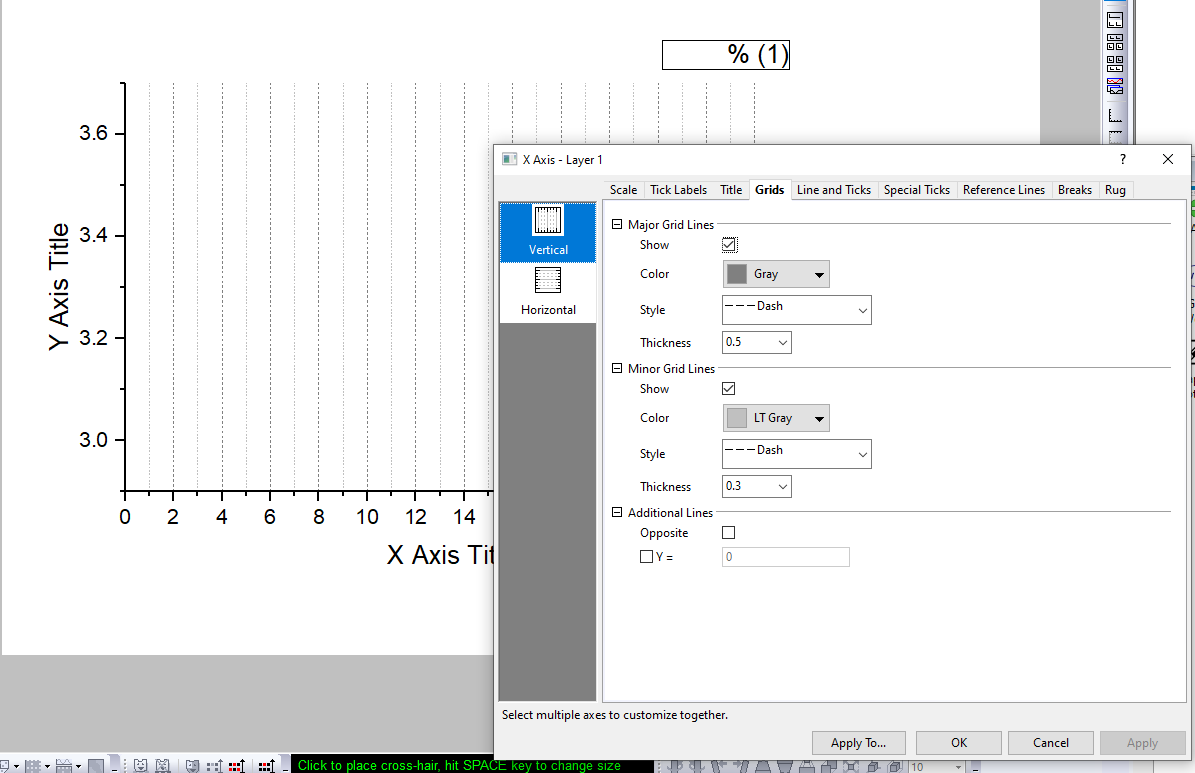 % (1)
3.6
3.4
3.2
3.0
Y Axis Title
0 2 4 6 8 10 12 14
X Axis Tit
X Axis - Layer 1
?
Scale Tick Labels Title Grids Line and Ticks Special Ticks Reference Lines Breaks Rug
Vertical
Horizontal
Major Grid Lines
Show
Color Gray
Style Dash
Thickness 0.5
Minor Grid Lines
Show
Color LT Gray
Style Dash
Thickness 0.3
Additional Lines
Opposite
Y = 0
Select multiple axes to customize together.
Apply To... OK Cancel Apply
Click to place cross-hair, hit SPACE key to change size
10